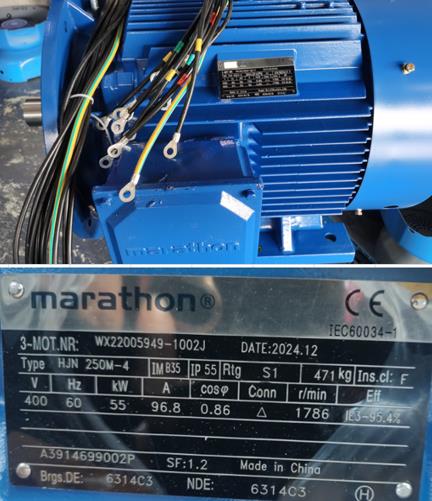 marathon
marathon®
CE
IEC60034-1
3~MOT.NR: WX22005949-1002J DATE:2024.12
Type HJN 250M-4 IM B35 IP 55 Rtg S1 471 kg Ins.cl: F
V Hz kW A cosφ Conn r/min Eff
400 60 55 96.8 0.86 △ 1786 IE3-95.4%
A3914699002P SF:1.2 Made in China
Brgs.DE: 6314C3 NDE: 6314C3 H